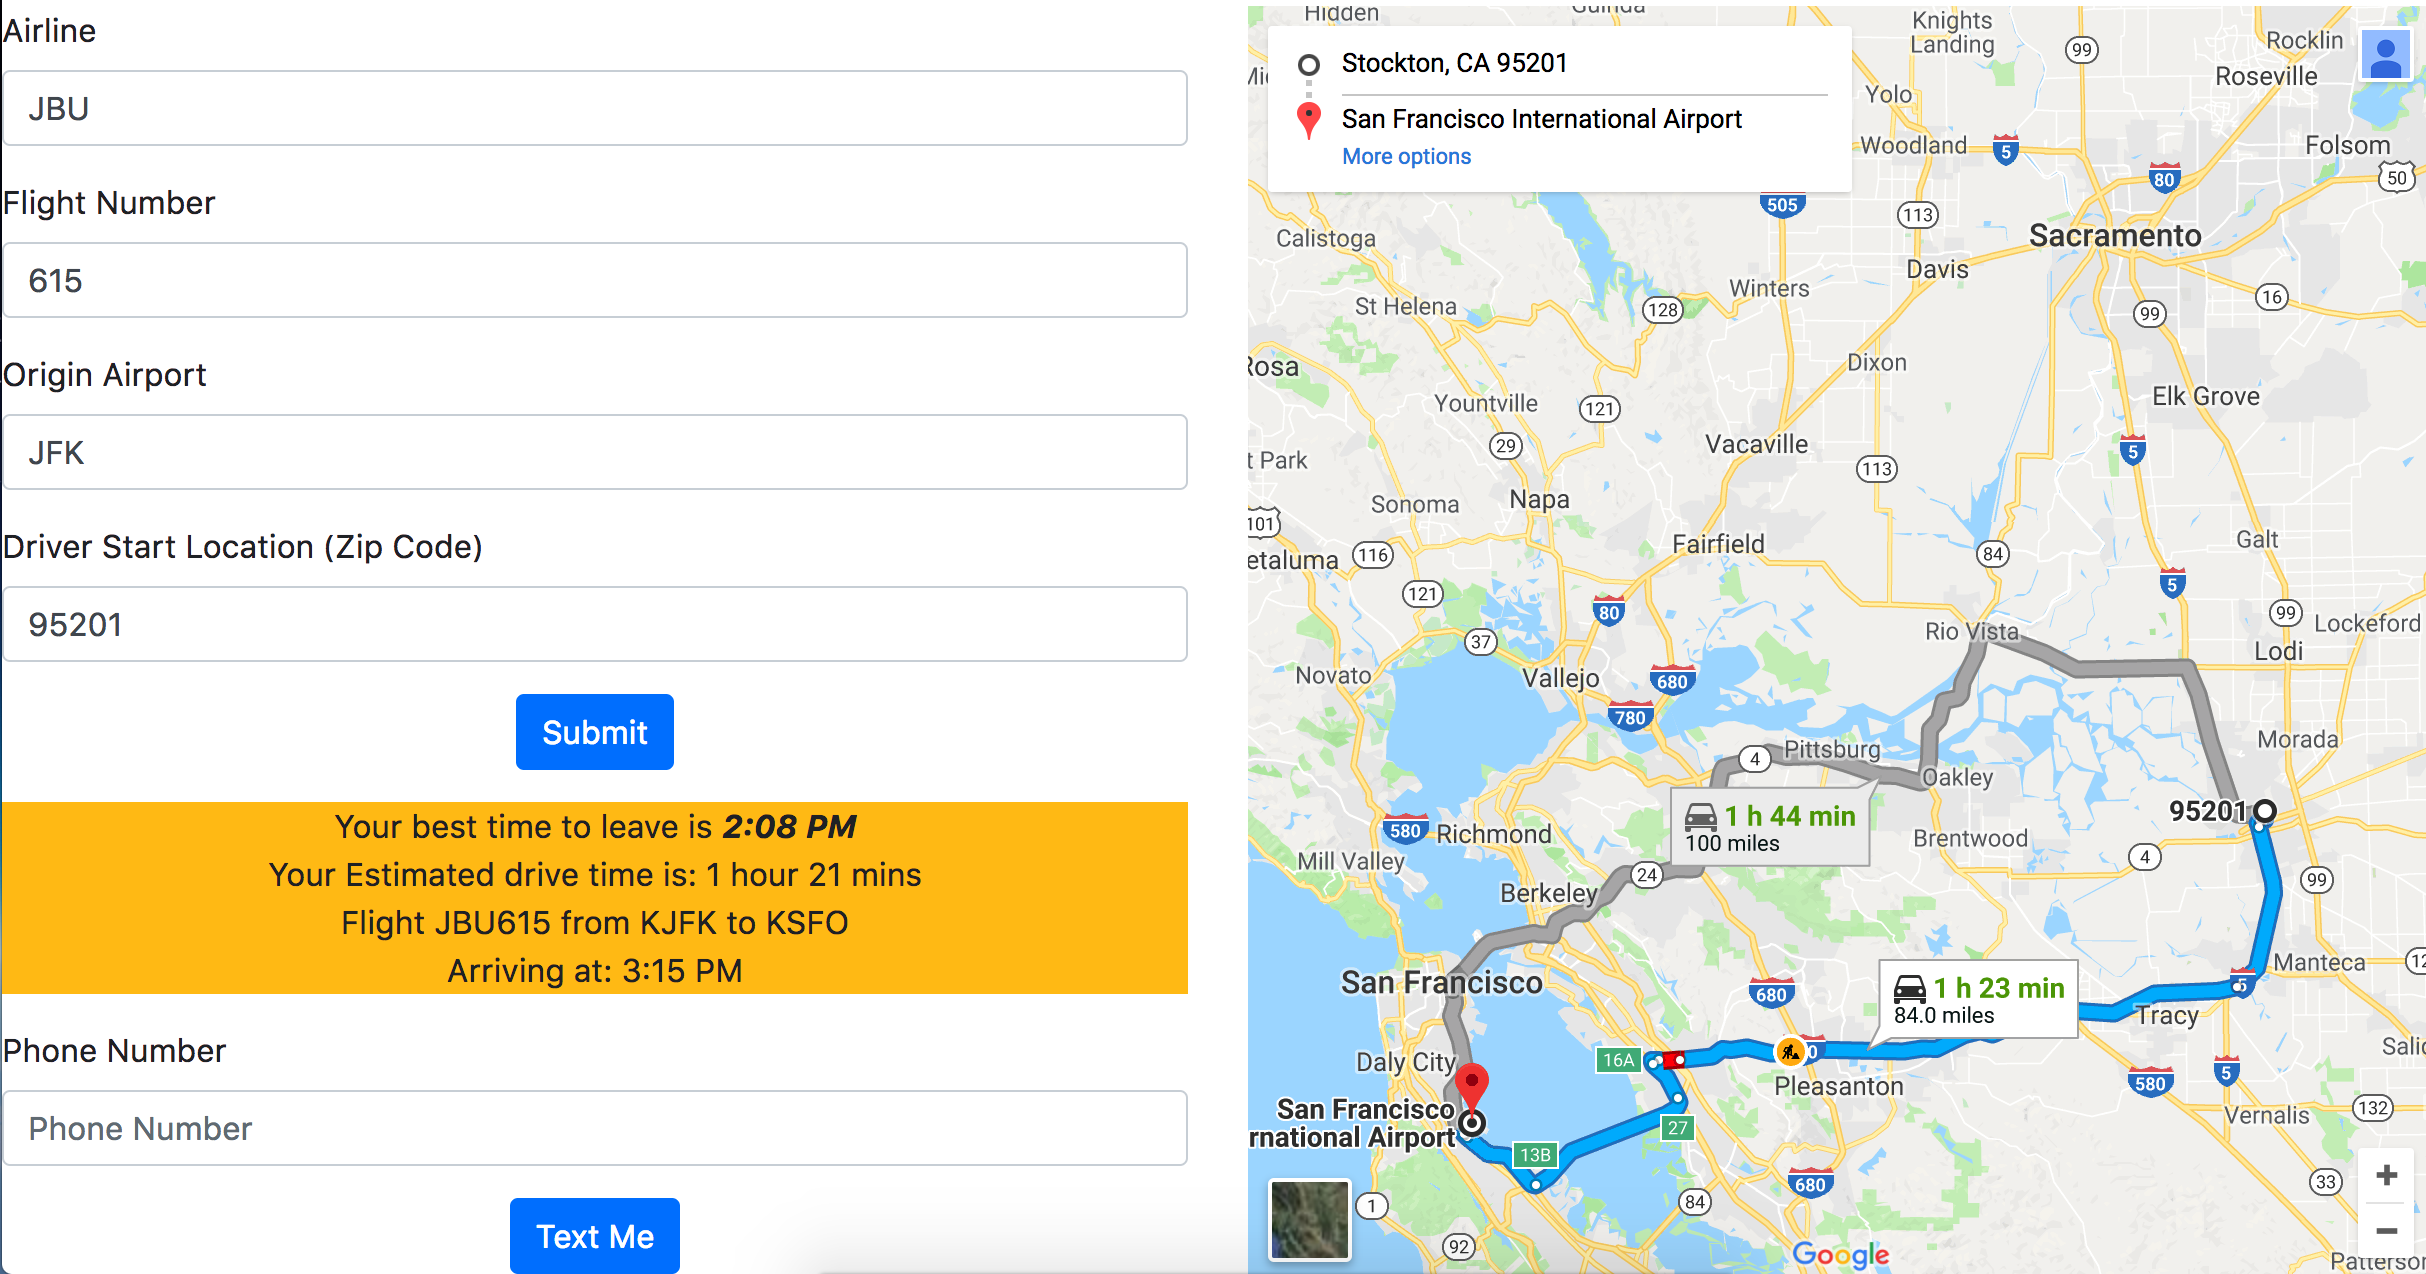 Airline
JBU
Flight Number
615
Origin Airport
JFK
Driver Start Location (Zip Code)
95201
Submit
Your best time to leave is 2:08 PM
Your Estimated drive time is: 1 hour 21 mins
Flight JBU615 from KJFK to KSFO
Arriving at: 3:15 PM
Phone Number
Phone Number
Text Me
Stockton, CA 95201
San Francisco International Airport
More options
Hidden
Knights
Landing
99
Rocklin
Roseville
Yolo
Woodland
5
80
Folsom
50
505
113
Calistoga
Sacramento
Davis
St Helena
128
Winters
99
16
Rosa
Yountville
121
Dixon
Elk Grove
29
Vacaville
113
5
t Park
Sonoma
Napa
101
etaluma
116
Fairfield
84
Galt
121
80
5
99
Lockeford
37
Rio Vista
Lodi
Novato
Vallejo
680
780
Morada
4
Pittsburg
Oakley
1 h 44 min
100 miles
95201
580
Richmond
Mill Valley
Brentwood
4
24
99
Berkeley
San Francisco
680
1 h 23 min
84.0 miles
5
Manteca
Tracy
Daly City
16A
0
Pleasanton
580
5
San Francisco
rnational Airport
27
13B
Vernalis
132
680
33
1
84
92
Google
Patterson